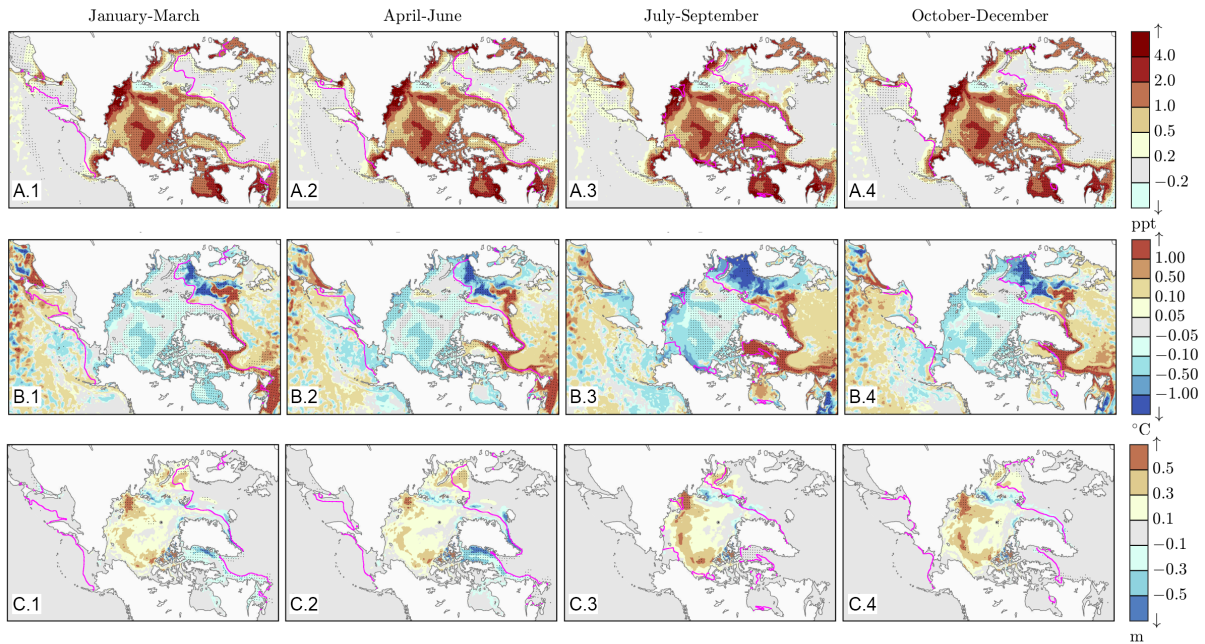 January-March
April-June
July-September
October-December
A.1
A.2
A.3
A.4
↑
4.0
2.0
1.0
0.5
0.2
−0.2
↓
ppt
B.1
B.2
B.3
B.4
↑
1.00
0.50
0.10
0.05
−0.05
−0.10
−0.50
−1.00
↓
°C
C.1
C.2
C.3
C.4
↑
0.5
0.3
0.1
−0.1
−0.3
−0.5
↓
m